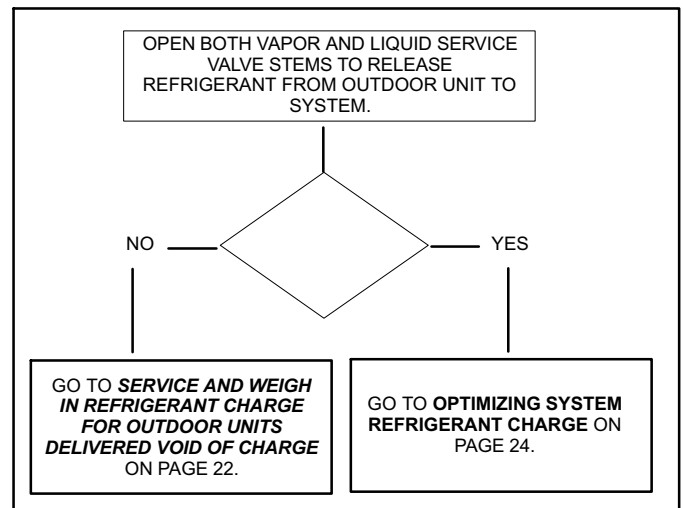 OPEN BOTH VAPOR AND LIQUID SERVICE
VALVE STEMS TO RELEASE
REFRIGERANT FROM OUTDOOR UNIT TO
SYSTEM.
NO
YES
GO TO SERVICE AND WEIGH
IN REFRIGERANT CHARGE
FOR OUTDOOR UNITS
DELIVERED VOID OF CHARGE
ON PAGE 22.
GO TO OPTIMIZING SYSTEM
REFRIGERANT CHARGE ON
PAGE 24.